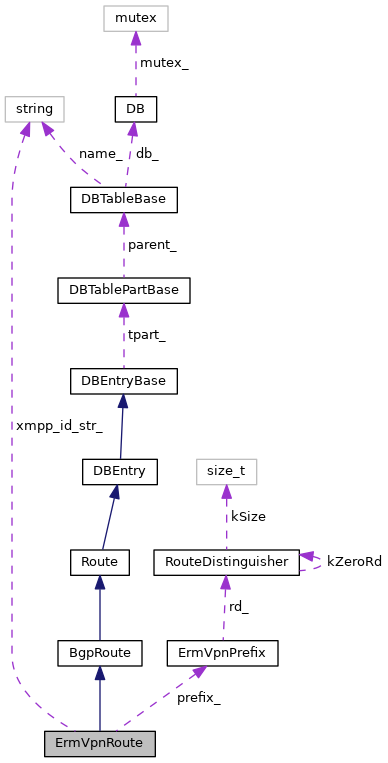 mutex
mutex_
string
DB
name_
db_
DBTableBase
parent_
DBTablePartBase
tpart_
DBEntryBase
xmpp_id_str_
DBEntry
size_t
kSize
Route
RouteDistinguisher
kZeroRd
rd_
BgpRoute
ErmVpnPrefix
prefix_
ErmVpnRoute